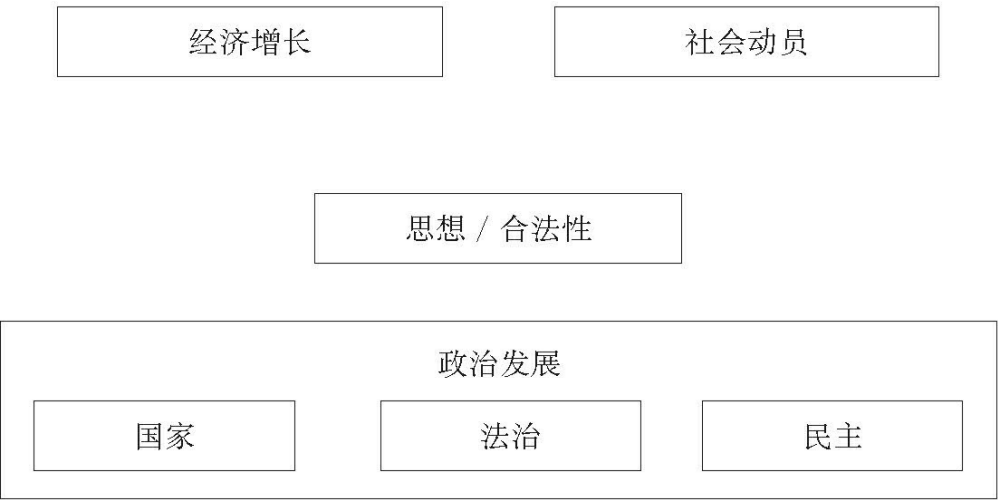 经济增长
社会动员
思想 / 合法性
政治发展
国家
法治
民主